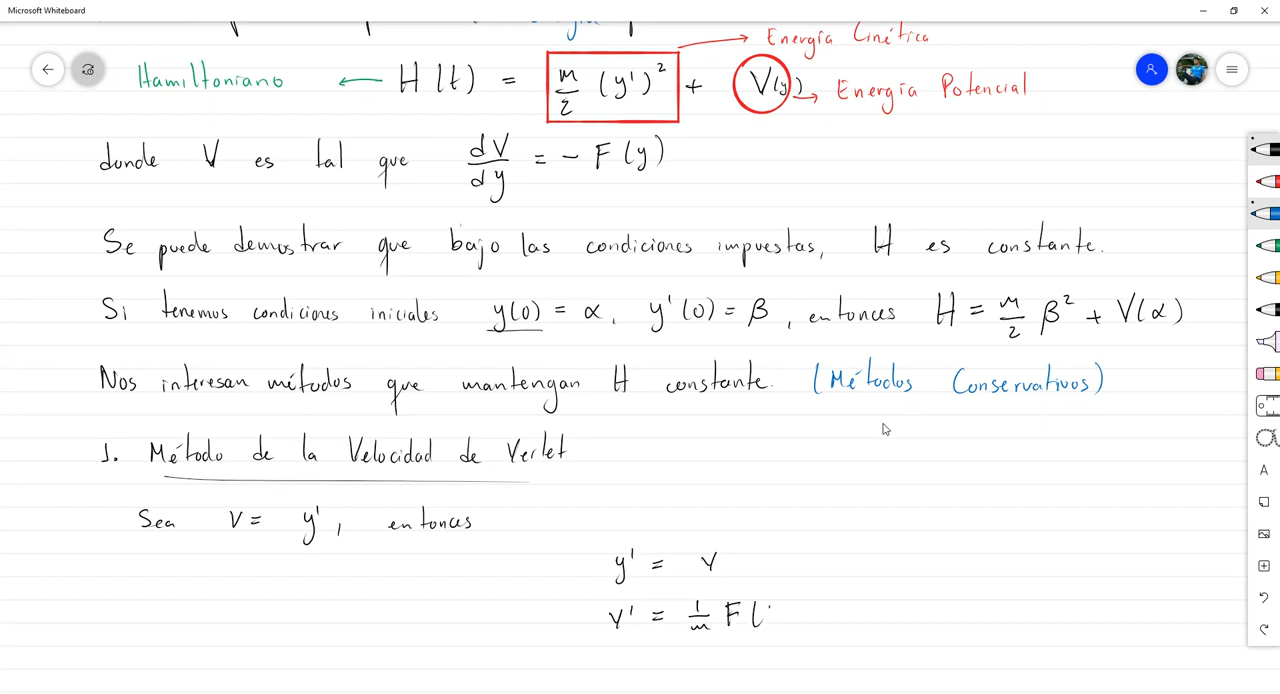 Microsoft Whiteboard
Energía Cinética
Hamiltoniano ← H(t) = m/2 (y')² + V(y) → Energía Potencial
donde V es tal que dV/dy = - F(y)
Se puede demostrar que bajo las condiciones impuestas, H es constante.
Si tenemos condiciones iniciales y(0) = α, y'(0) = β, entonces H = m/2 β² + V(α)
Nos interesan métodos que mantengan H constante. (Métodos Conservativos)
1. Método de la Velocidad de Verlet
Sea v = y', entonces
y' = v
v' = 1/m F(